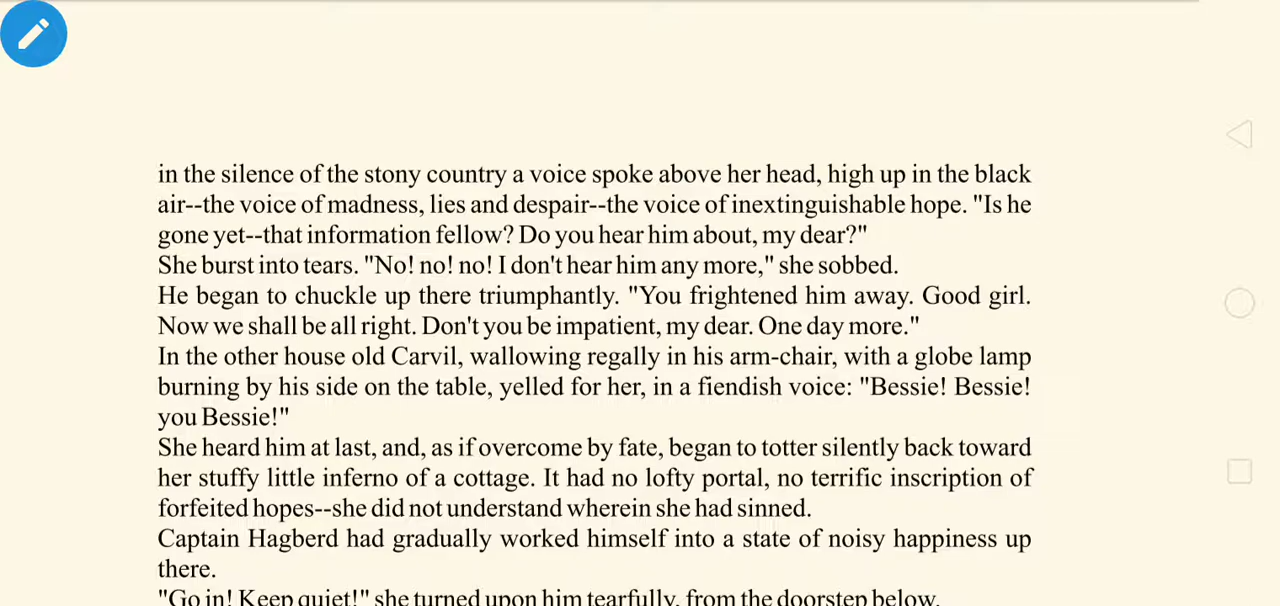 in the silence of the stony country a voice spoke above her head, high up in the black
air--the voice of madness, lies and despair--the voice of inextinguishable hope. "Is he
gone yet--that information fellow? Do you hear him about, my dear?"
She burst into tears. "No! no! no! I don't hear him any more," she sobbed.
He began to chuckle up there triumphantly. "You frightened him away. Good girl.
Now we shall be all right. Don't you be impatient, my dear. One day more."
In the other house old Carvil, wallowing regally in his arm-chair, with a globe lamp
burning by his side on the table, yelled for her, in a fiendish voice: "Bessie! Bessie!
you Bessie!"
She heard him at last, and, as if overcome by fate, began to totter silently back toward
her stuffy little inferno of a cottage. It had no lofty portal, no terrific inscription of
forfeited hopes--she did not understand wherein she had sinned.
Captain Hagberd had gradually worked himself into a state of noisy happiness up
there.
"Go in! Keep quiet!" she turned upon him tearfully, from the doorstep below.